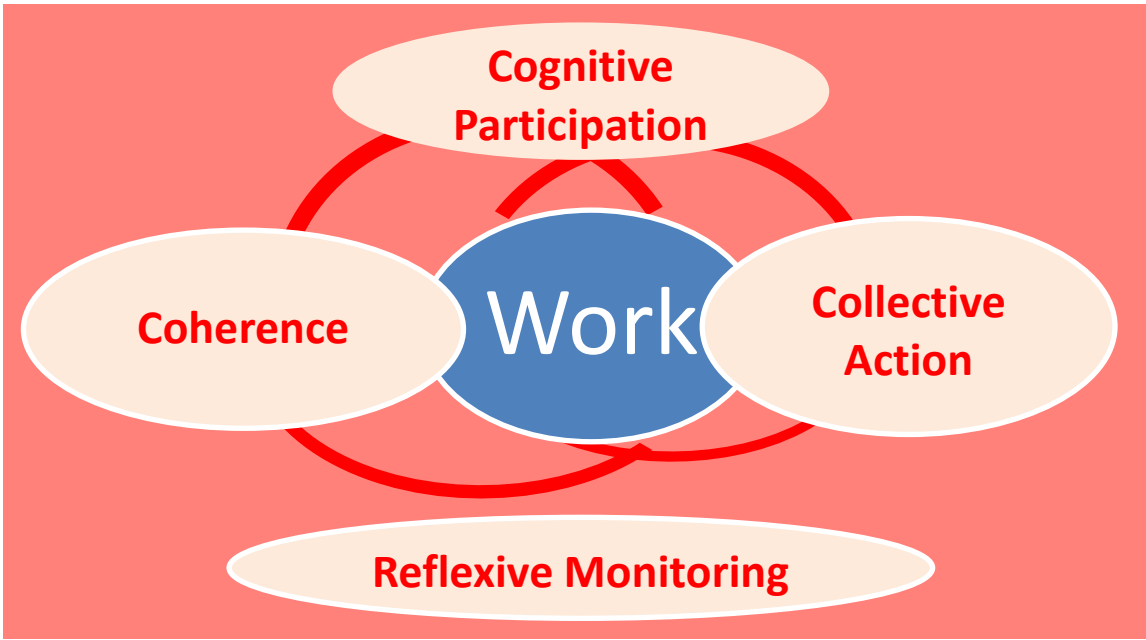 Cognitive
Participation
Coherence
Work
Collective
Action
Reflexive Monitoring